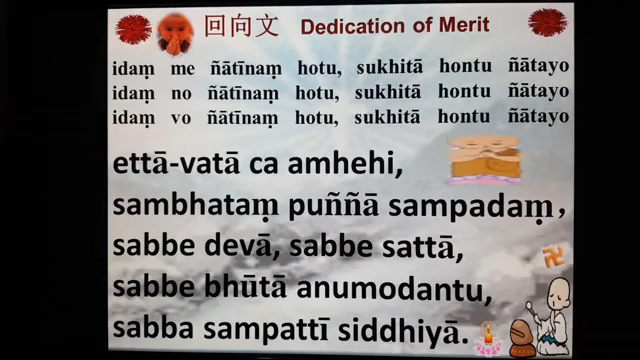 回向文 Dedication of Merit
idaṃ me ñātīnaṃ hotu, sukhitā hontu ñātayo
idaṃ no ñātīnaṃ hotu, sukhitā hontu ñātayo
idaṃ vo ñātīnaṃ hotu, sukhitā hontu ñātayo
ettā-vatā ca amhehi,
sambhataṃ puññā sampadaṃ,
sabbe devā, sabbe sattā,
sabbe bhūtā anumodantu,
sabba sampattī siddhiyā.